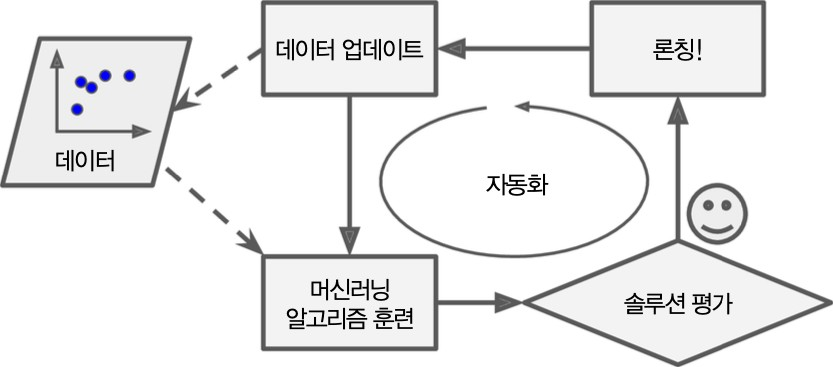 데이터 업데이트
론칭!
데이터
자동화
머신러닝
알고리즘 훈련
솔루션 평가